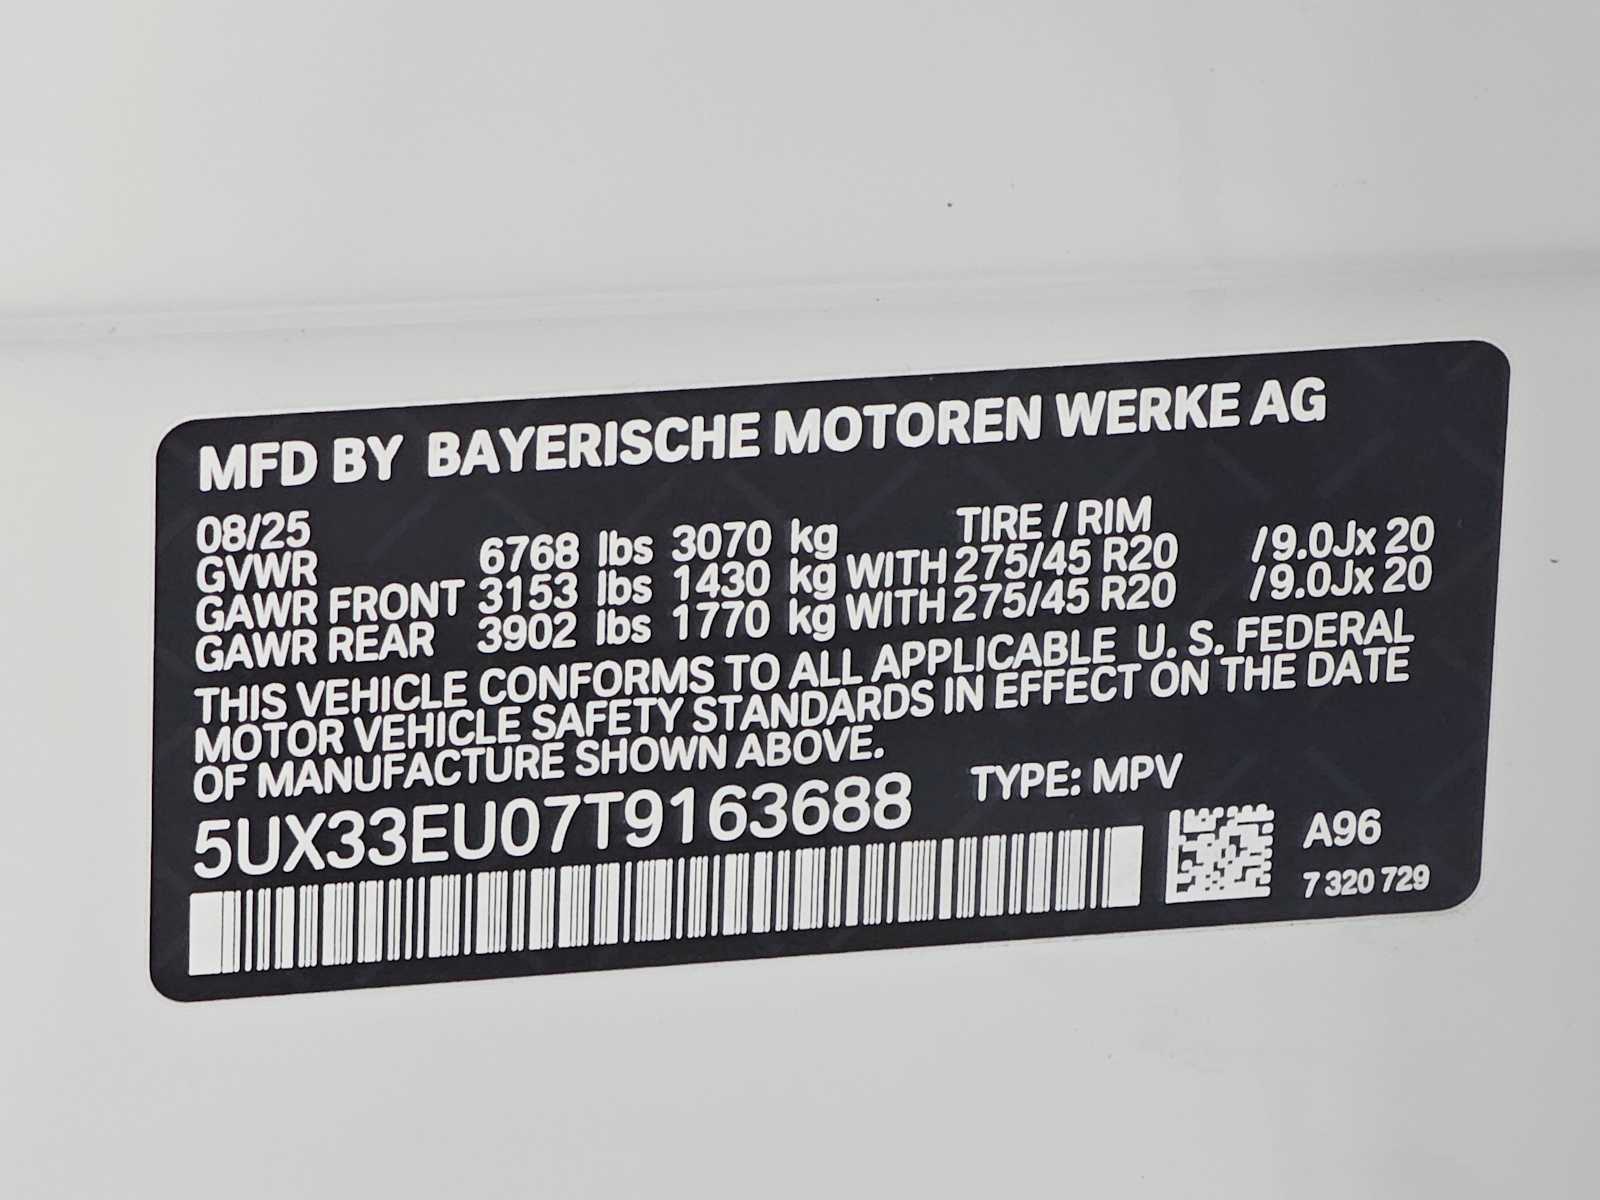 MFD BY BAYERISCHE MOTOREN WERKE AG
08/25 TIRE / RIM
GVWR 6768 lbs 3070 kg
GAWR FRONT 3153 lbs 1430 kg WITH 275/45 R20 /9.0Jx 20
GAWR REAR 3902 lbs 1770 kg WITH 275/45 R20 /9.0Jx 20
THIS VEHICLE CONFORMS TO ALL APPLICABLE U. S. FEDERAL
MOTOR VEHICLE SAFETY STANDARDS IN EFFECT ON THE DATE
OF MANUFACTURE SHOWN ABOVE.
5UX33EU07T9163688 TYPE: MPV
A96
7 320 729